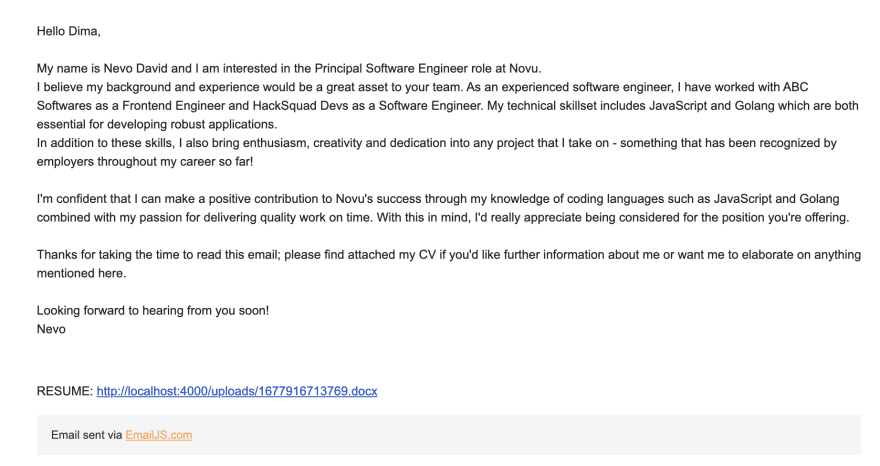 Hello Dima,
My name is Nevo David and I am interested in the Principal Software Engineer role at Novu.
I believe my background and experience would be a great asset to your team. As an experienced software engineer, I have worked with ABC
Softwares as a Frontend Engineer and HackSquad Devs as a Software Engineer. My technical skillset includes JavaScript and Golang which are both
essential for developing robust applications.
In addition to these skills, I also bring enthusiasm, creativity and dedication into any project that I take on - something that has been recognized by
employers throughout my career so far!
I'm confident that I can make a positive contribution to Novu's success through my knowledge of coding languages such as JavaScript and Golang
combined with my passion for delivering quality work on time. With this in mind, I'd really appreciate being considered for the position you're offering.
Thanks for taking the time to read this email; please find attached my CV if you'd like further information about me or want me to elaborate on anything
mentioned here.
Looking forward to hearing from you soon!
Nevo
RESUME: http://localhost:4000/uploads/1677916713769.docx
Email sent via EmailJS.com